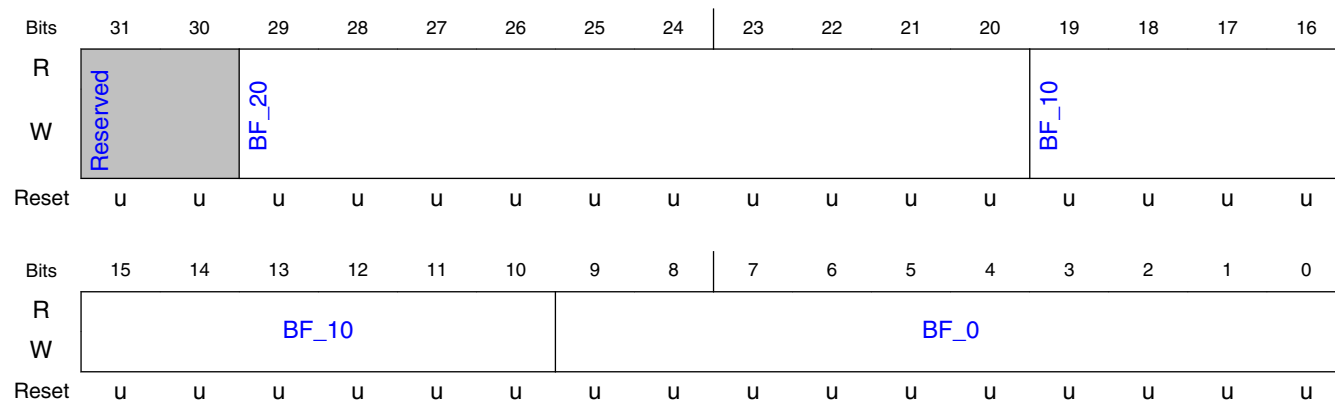 Bits 31 30 29 28 27 26 25 24 23 22 21 20 19 18 17 16
R
Reserved BF_20 BF_10
W
Reset u u u u u u u u u u u u u u u u
Bits 15 14 13 12 11 10 9 8 7 6 5 4 3 2 1 0
R
BF_10 BF_0
W
Reset u u u u u u u u u u u u u u u u